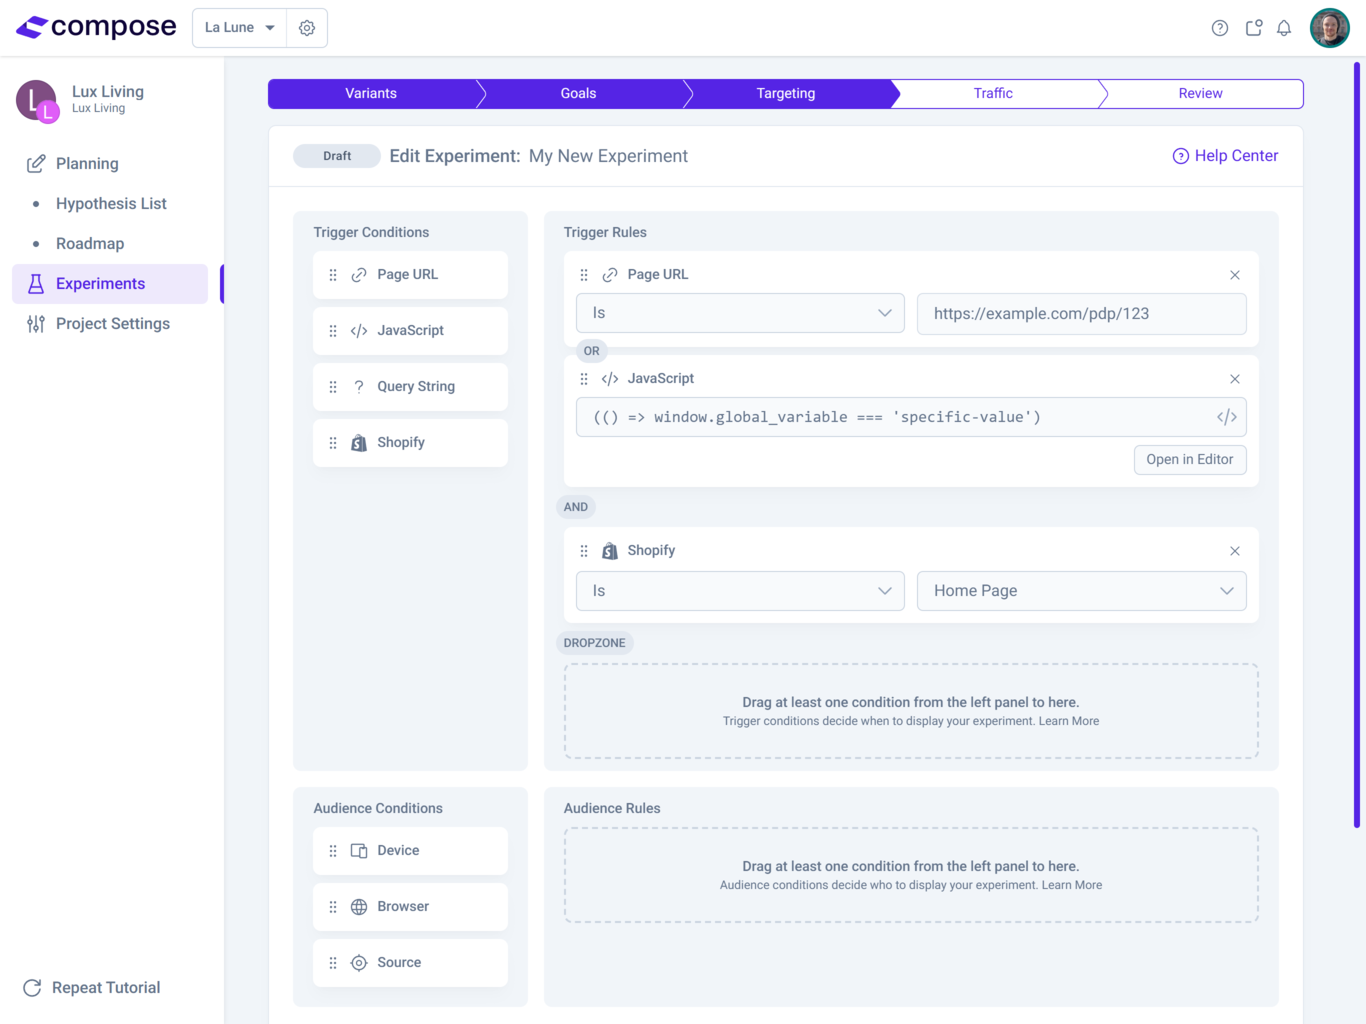 compose
La Lune
Lux Living
Lux Living
L
L
Planning
Hypothesis List
Roadmap
Experiments
Project Settings
Repeat Tutorial
Variants
Goals
Targeting
Traffic
Review
Draft
Edit Experiment: My New Experiment
Help Center
Trigger Conditions
Page URL
JavaScript
Query String
Shopify
Trigger Rules
Page URL
Is
https://example.com/pdp/123
OR
JavaScript
(() => window.global_variable === 'specific-value')
Open in Editor
AND
Shopify
Is
Home Page
DROPZONE
Drag at least one condition from the left panel to here.
Trigger conditions decide when to display your experiment. Learn More
Audience Conditions
Device
Browser
Source
Audience Rules
Drag at least one condition from the left panel to here.
Audience conditions decide who to display your experiment. Learn More